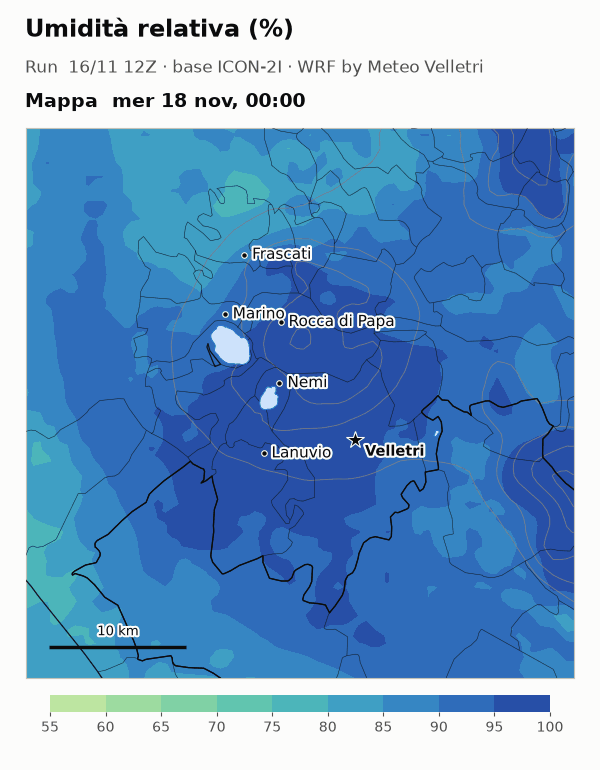 Umidità relativa (%)
Run  16/11 12Z · base ICON-2I · WRF by Meteo Velletri
Mappa  mer 18 nov, 00:00
Frascati
Marino
Rocca di Papa
Nemi
Velletri
Lanuvio
10 km
55 60 65 70 75 80 85 90 95 100